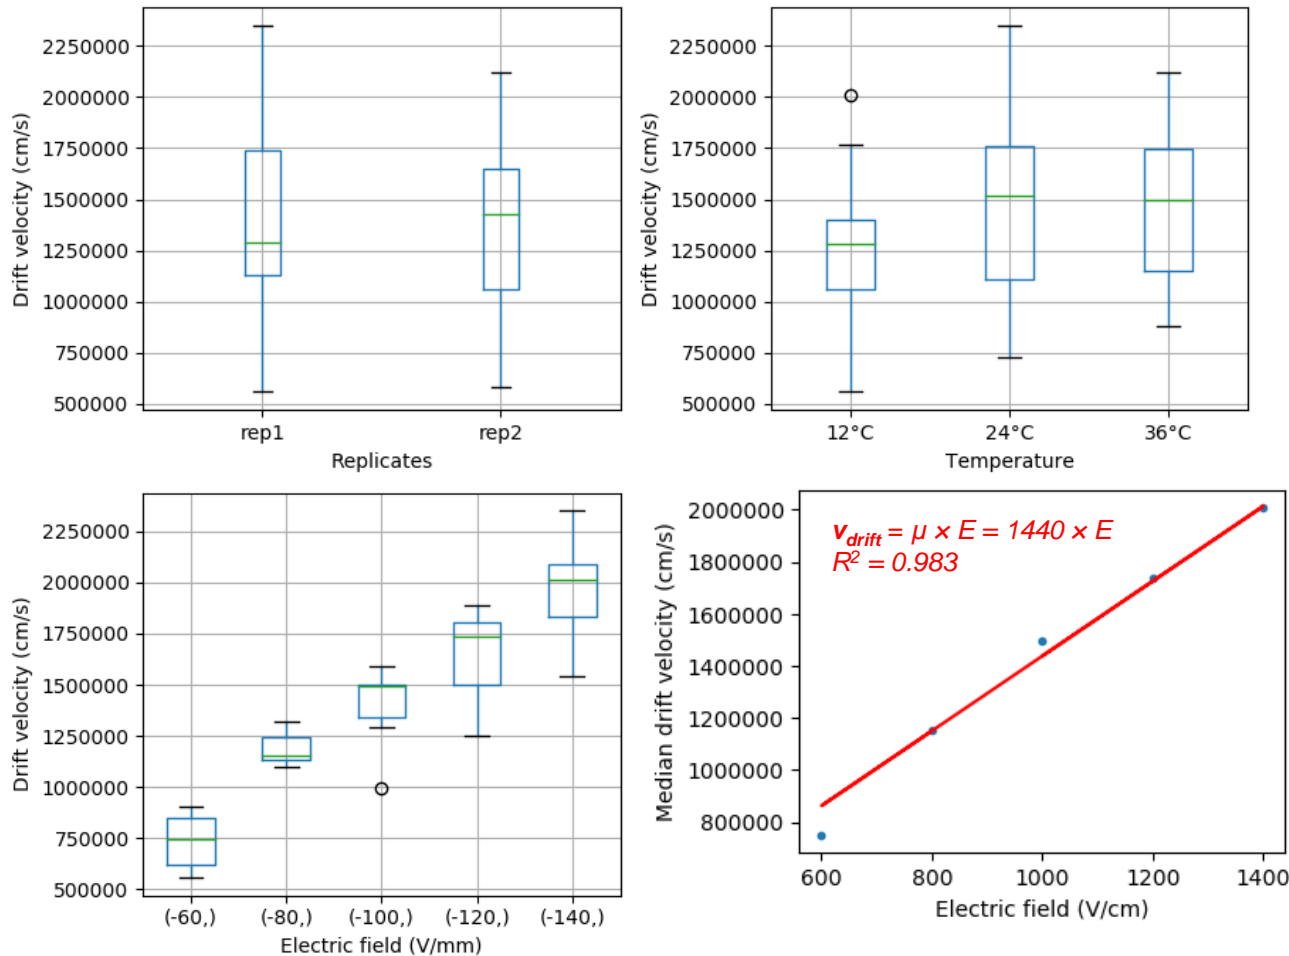 Drift velocity (cm/s)
2250000
2000000
1750000
1500000
1250000
1000000
750000
500000
rep1 rep2
Replicates
Drift velocity (cm/s)
2250000
2000000
1750000
1500000
1250000
1000000
750000
500000
12°C 24°C 36°C
Temperature
Drift velocity (cm/s)
2250000
2000000
1750000
1500000
1250000
1000000
750000
500000
(-60,) (-80,) (-100,) (-120,) (-140,)
Electric field (V/mm)
Median drift velocity (cm/s)
2000000
1800000
1600000
1400000
1200000
1000000
800000
v_drift = μ × E = 1440 × E
R² = 0.983
600 800 1000 1200 1400
Electric field (V/cm)